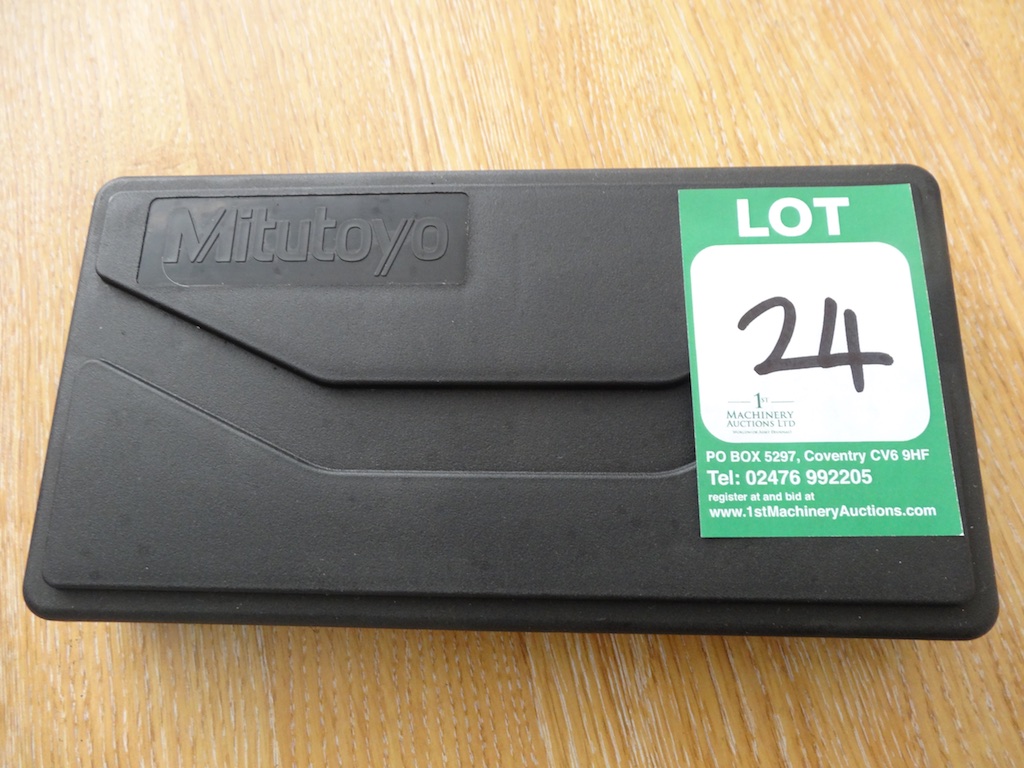 Mitutoyo
LOT
24
1ST
MACHINERY
AUCTIONS LTD
PO BOX 5297, Coventry CV6 9HF
Tel: 02476 992205
register at and bid at
www.1stMachineryAuctions.com